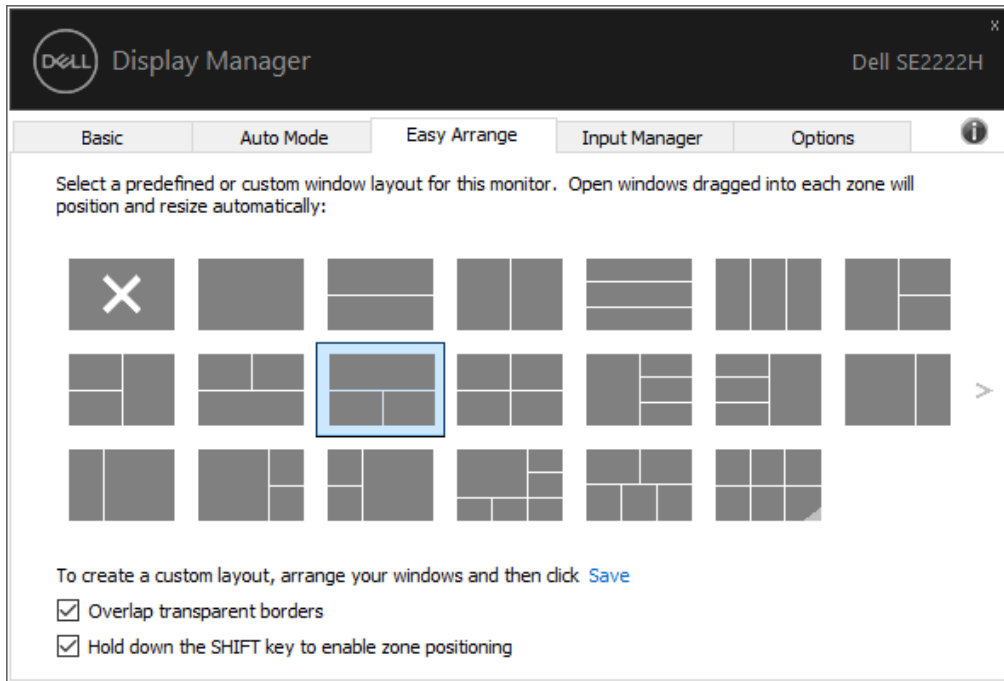 x
DELL
Display Manager
Dell SE2222H
Basic
Auto Mode
Easy Arrange
Input Manager
Options
Select a predefined or custom window layout for this monitor.  Open windows dragged into each zone will
position and resize automatically:
>
To create a custom layout, arrange your windows and then click Save
Overlap transparent borders
Hold down the SHIFT key to enable zone positioning